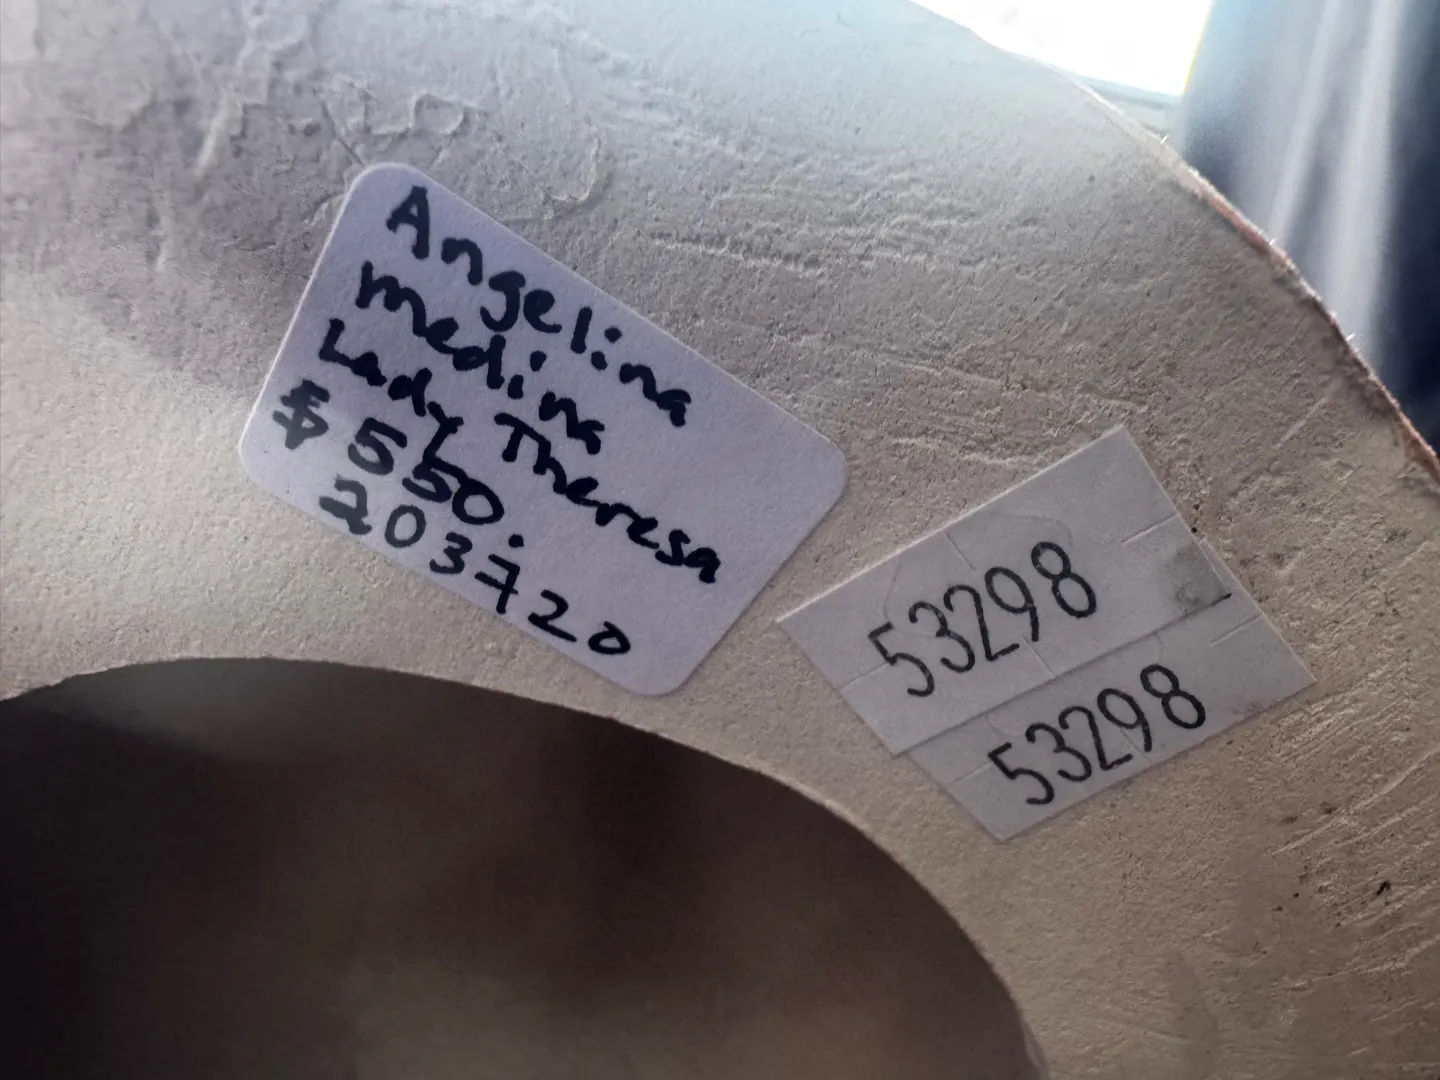 Angelina
medina
Lady Theresa
$550.
203720
53298
53298